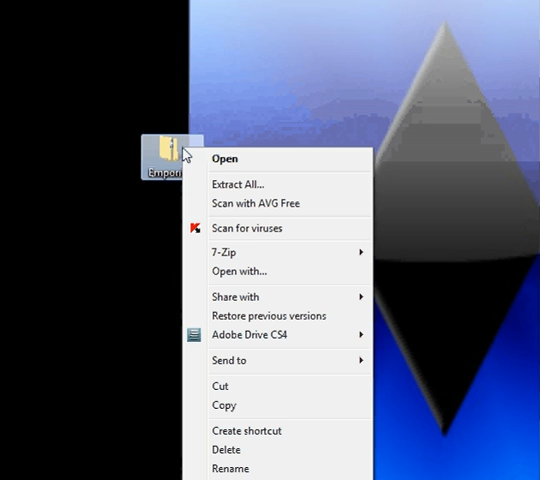 Open
Extract All...
Scan with AVG Free
Scan for viruses
7-Zip
Open with...
Share with
Restore previous versions
Adobe Drive CS4
Send to
Cut
Copy
Create shortcut
Delete
Rename